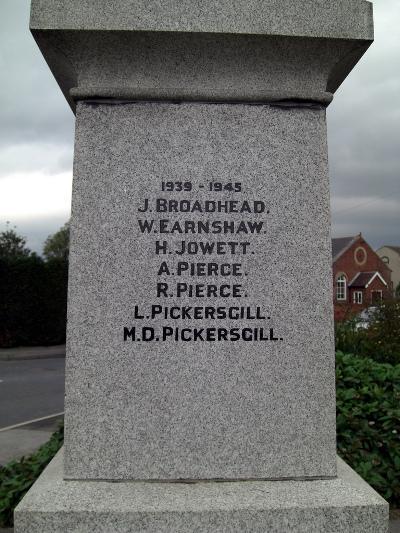 1939 - 1945
J. BROADHEAD.
W. EARNSHAW.
H. JOWETT.
A. PIERCE.
R. PIERCE.
L. PICKERSGILL.
M.D. PICKERSGILL.